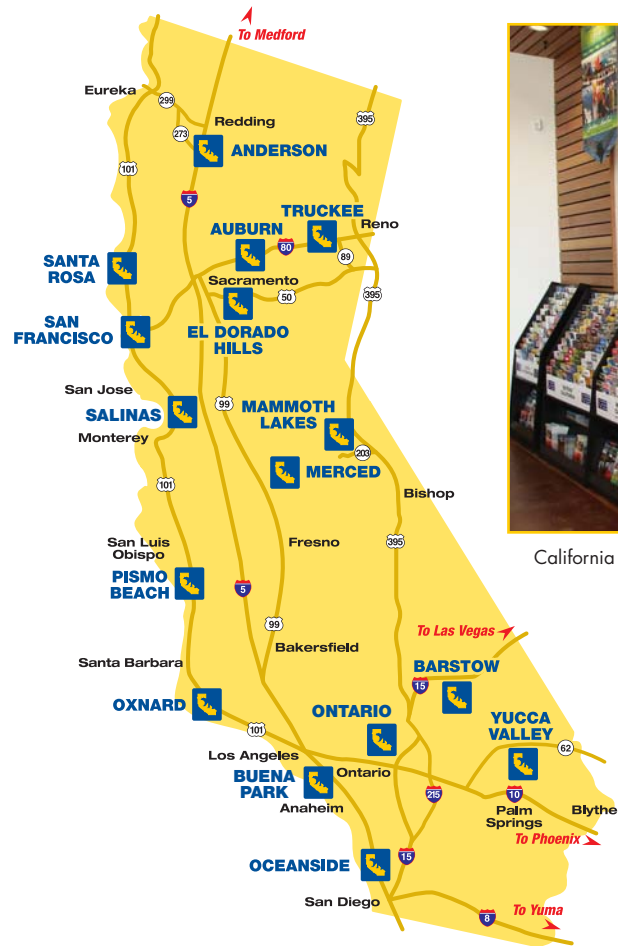 To Medford
Eureka
299
Redding
395
273
ANDERSON
101
5
TRUCKEE
AUBURN
Reno
80
89
SANTA
ROSA
Sacramento
50
395
SAN
FRANCISCO
EL DORADO
HILLS
San Jose
99
SALINAS
MAMMOTH
LAKES
Monterey
203
MERCED
101
Bishop
San Luis
Obispo
Fresno
395
PISMO
BEACH
5
99
To Las Vegas
Bakersfield
Santa Barbara
BARSTOW
15
OXNARD
ONTARIO
YUCCA
VALLEY
101
62
Los Angeles
Ontario
BUENA
PARK
215
10
Anaheim
Palm
Springs
Blythe
To Phoenix
15
OCEANSIDE
San Diego
To Yuma
8
California